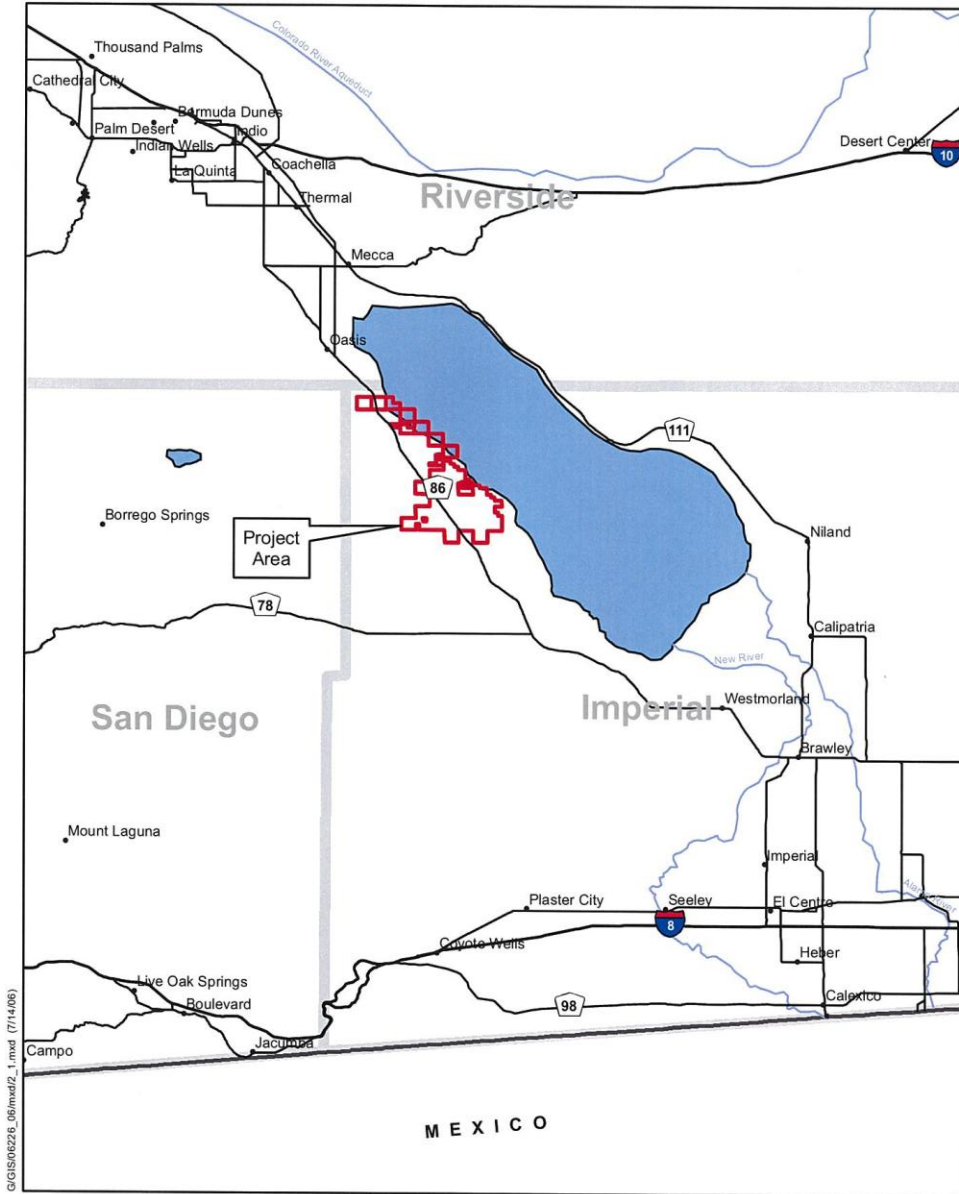 Colorado River Aqueduct
Thousand Palms
Cathedral City
Bermuda Dunes
Palm Desert
Indio
Indian Wells
Desert Center
10
La Quinta
Coachella
Riverside
Thermal
Mecca
Oasis
111
86
Borrego Springs
Project
Area
Niland
78
Calipatria
New River
San Diego
Imperial
Westmorland
Brawley
Mount Laguna
Imperial
Plaster City
Seeley
El Centro
8
Coyote Wells
Heber
Live Oak Springs
Boulevard
98
Calexico
Jacumba
Campo
MEXICO
G/GIS/06226_06/mxd/2_1.mxd (7/14/06)